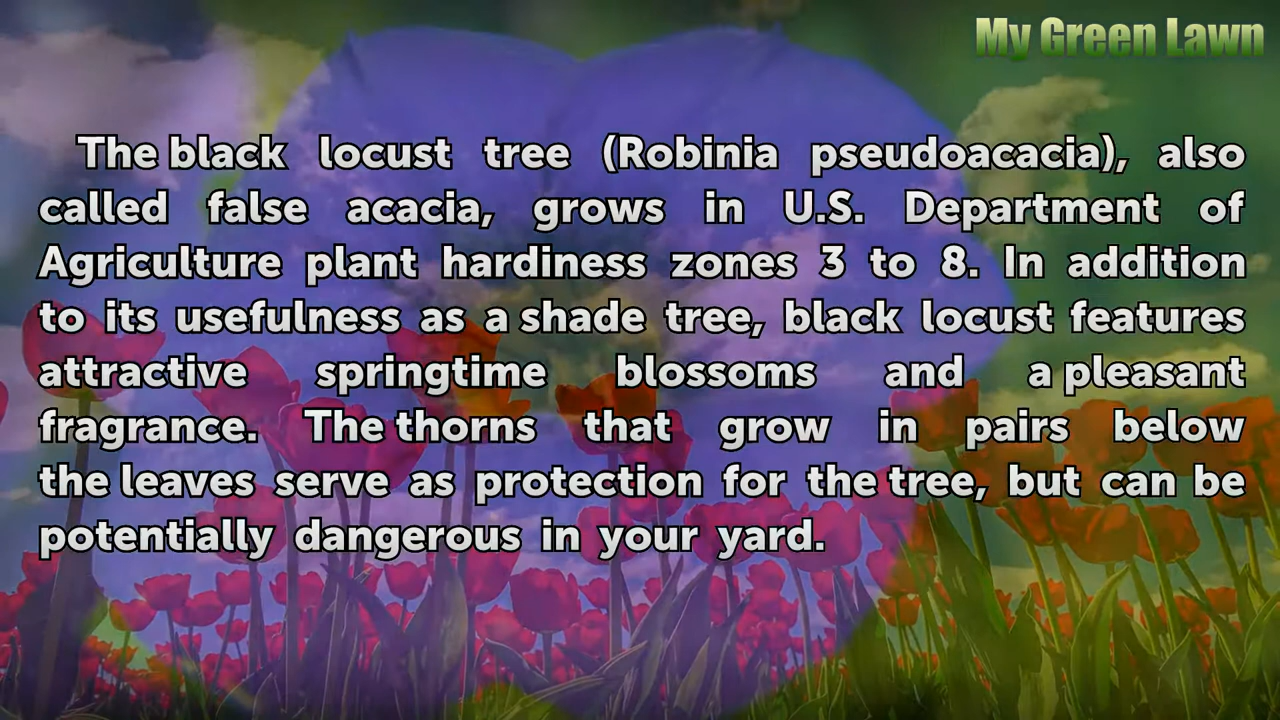 My Green Lawn
The black locust tree (Robinia pseudoacacia), also
called false acacia, grows in U.S. Department of
Agriculture plant hardiness zones 3 to 8. In addition
to its usefulness as a shade tree, black locust features
attractive springtime blossoms and a pleasant
fragrance. The thorns that grow in pairs below
the leaves serve as protection for the tree, but can be
potentially dangerous in your yard.